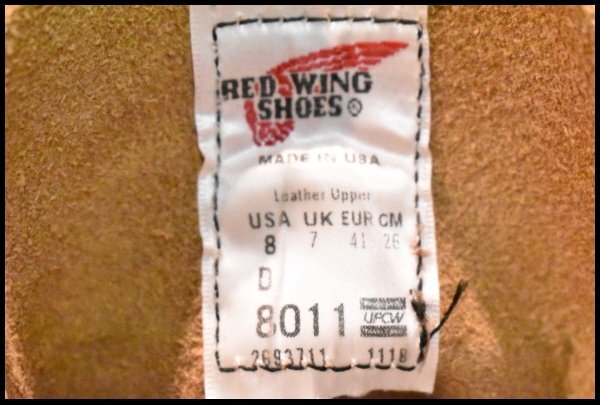 RED WING
SHOES®
MADE IN USA
Leather Upper
USA UK EUR CM
8 7 41 26
D
8011 UFCW
2693711 1118